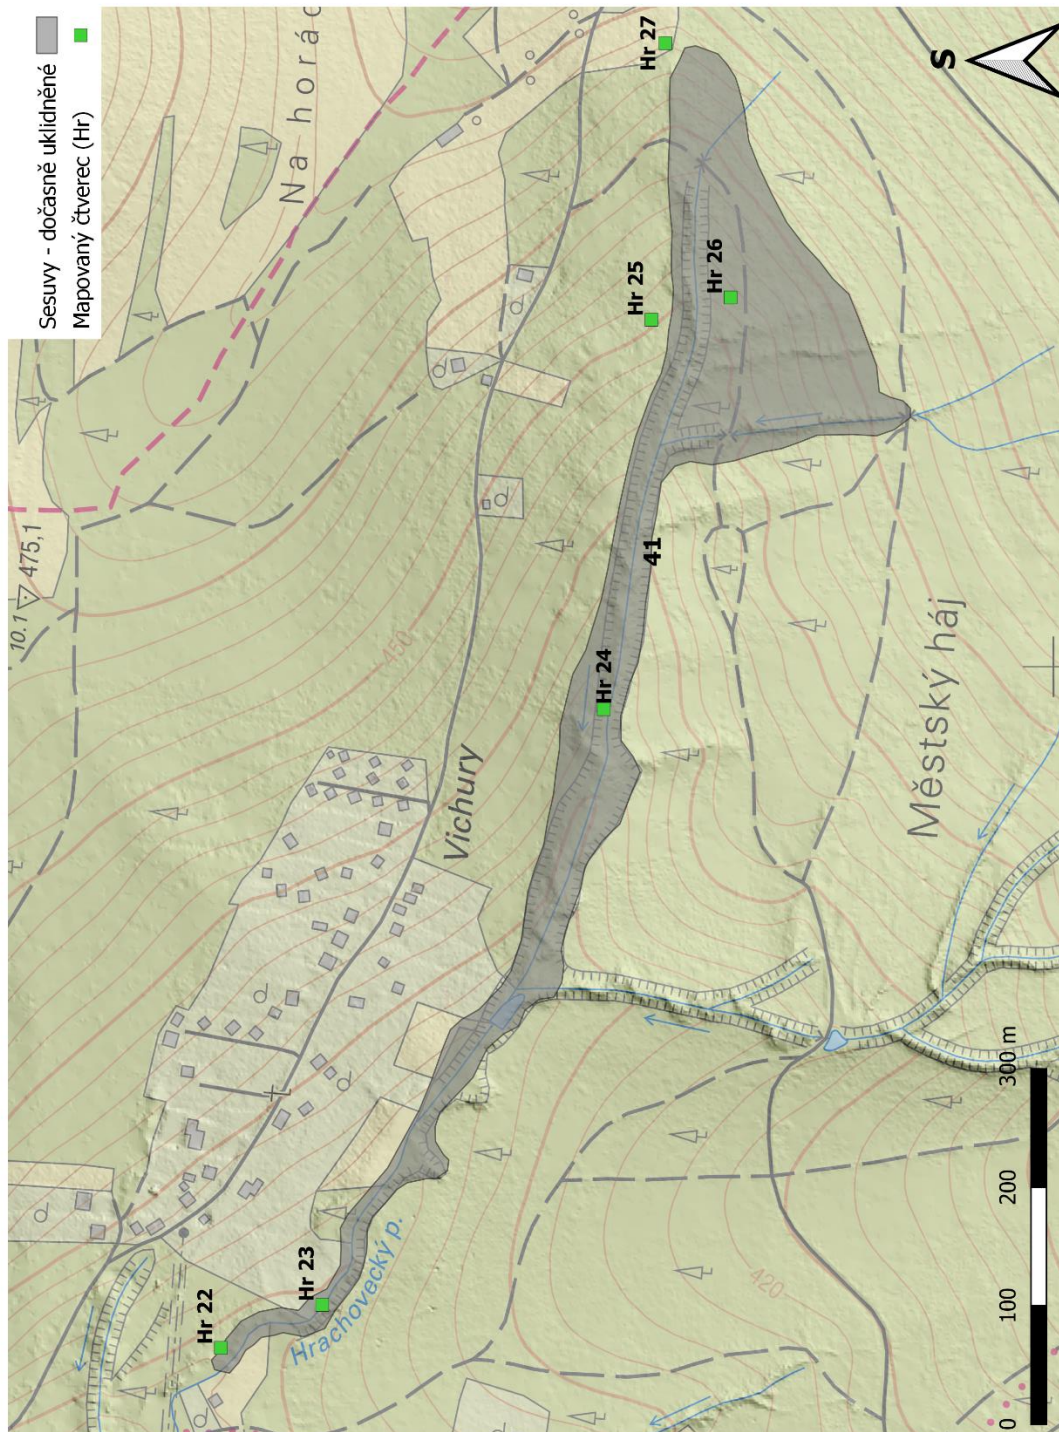 Sesuvy - dočasně uklidněné
Mapovaný čtverec (Hr)
S
Na horá
10.1
475,1
450
Hr 27
Hr 25
Hr 26
41
Hr 24
Vichury
Městský háj
Hr 22
Hr 23
Hrachovecký p.
420
0 100 200 300 m